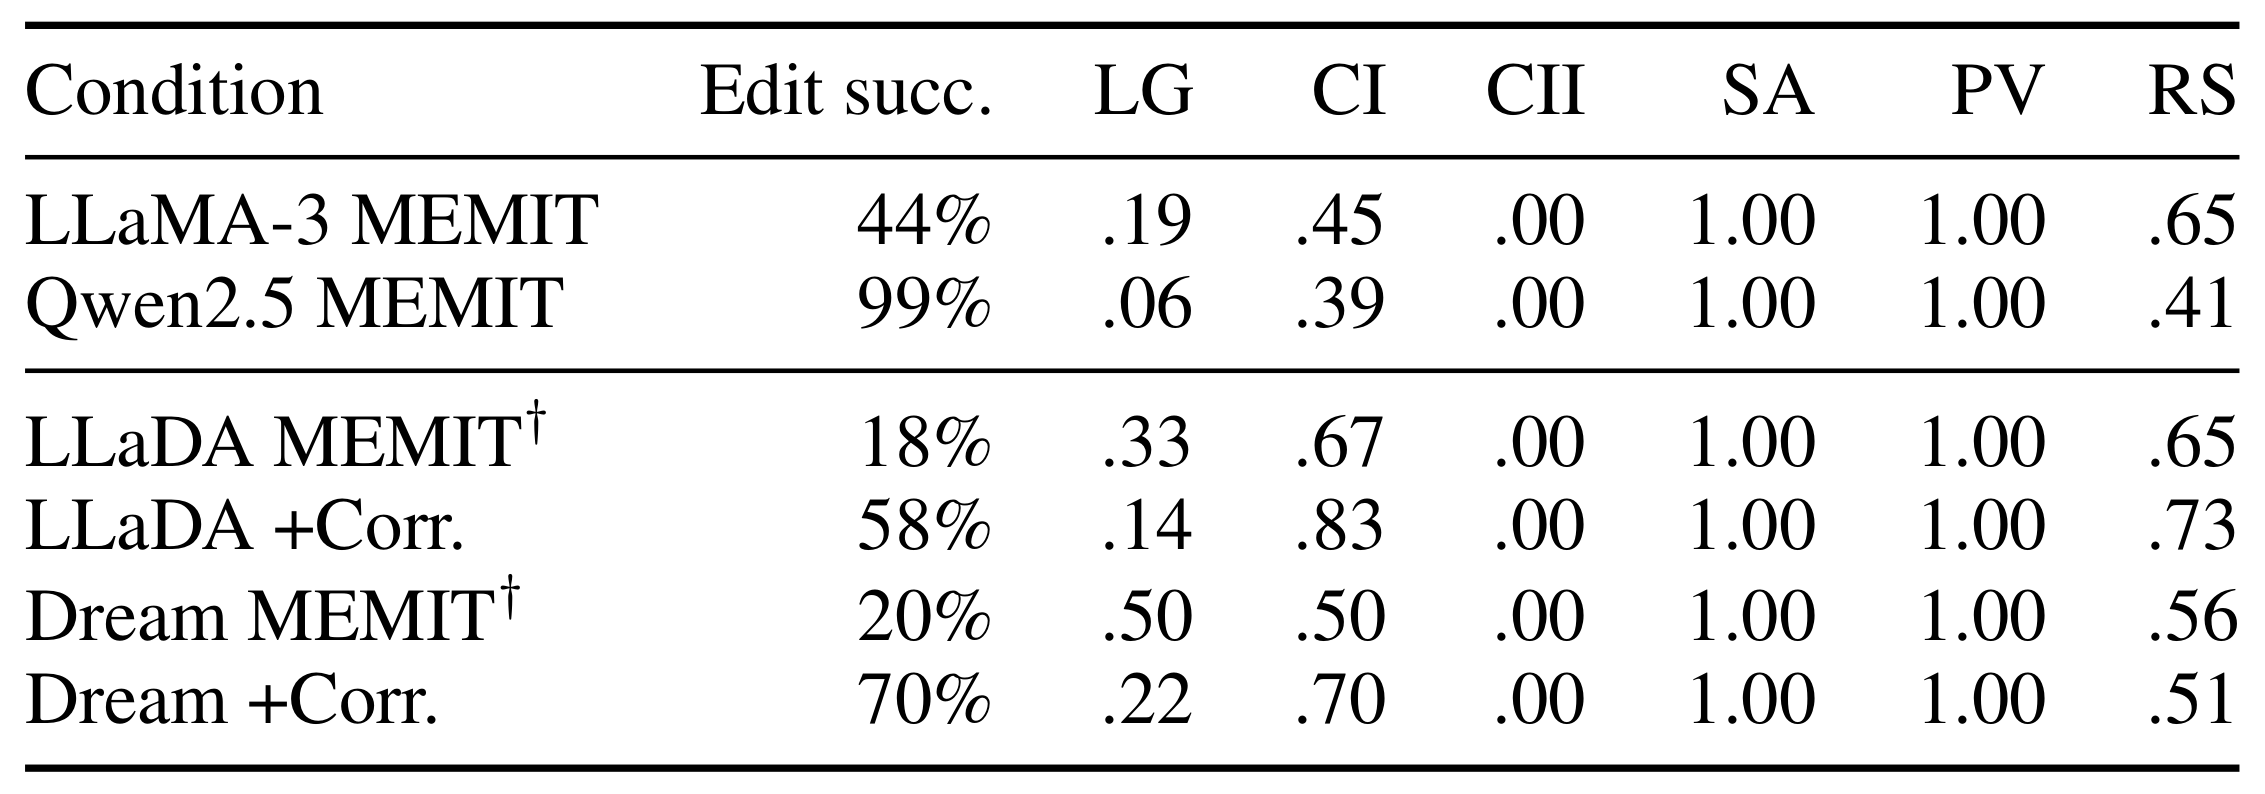 Condition Edit succ. LG CI CII SA PV RS
LLaMA-3 MEMIT 44% .19 .45 .00 1.00 1.00 .65
Qwen2.5 MEMIT 99% .06 .39 .00 1.00 1.00 .41
LLaDA MEMIT† 18% .33 .67 .00 1.00 1.00 .65
LLaDA +Corr. 58% .14 .83 .00 1.00 1.00 .73
Dream MEMIT† 20% .50 .50 .00 1.00 1.00 .56
Dream +Corr. 70% .22 .70 .00 1.00 1.00 .51